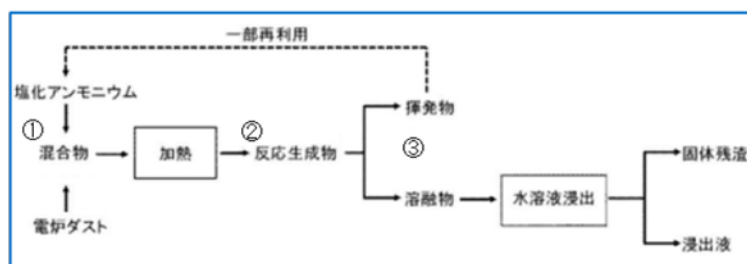 一部再利用
塩化アンモニウム
①
混合物
電炉ダスト
加熱
②
反応生成物
揮発物
③
溶融物
水溶液浸出
固体残渣
浸出液